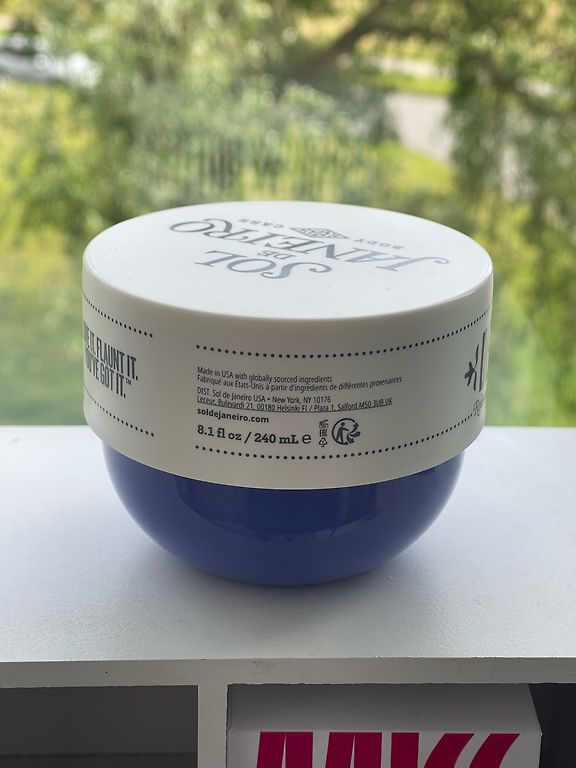 SOL
DE
JANEIRO
BODY CARE
IT, FLAUNT IT.
GOT IT.™
Made in USA with globally sourced ingredients
Fabriqué aux États-Unis à partir d'ingrédients de différentes provenances
DIST. Sol de Janeiro USA • New York, NY 10176
Lecteur, Bulevardi 21, 00180 Helsinki FI / Plaza 1, Salford M50 3UB UK
soldejaneiro.com
8.1 fl oz / 240 mL e